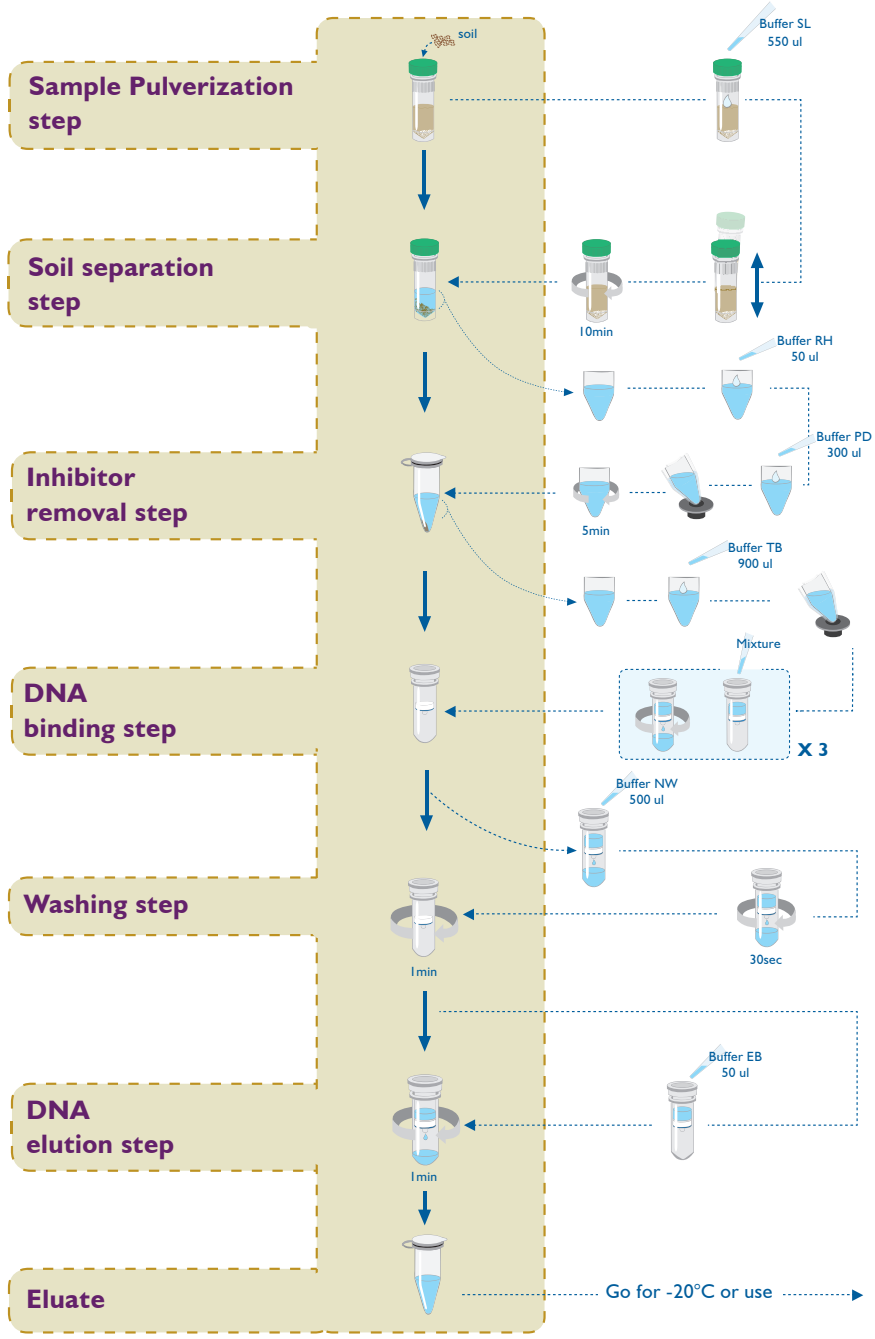 soil
Buffer SL
550 ul
Sample Pulverization
step
Soil separation
step
10min
Buffer RH
50 ul
Buffer PD
300 ul
Inhibitor
removal step
5min
Buffer TB
900 ul
Mixture
DNA
binding step
X 3
Buffer NW
500 ul
Washing step
1min
30sec
Buffer EB
50 ul
DNA
elution step
1min
Eluate
Go for -20°C or use